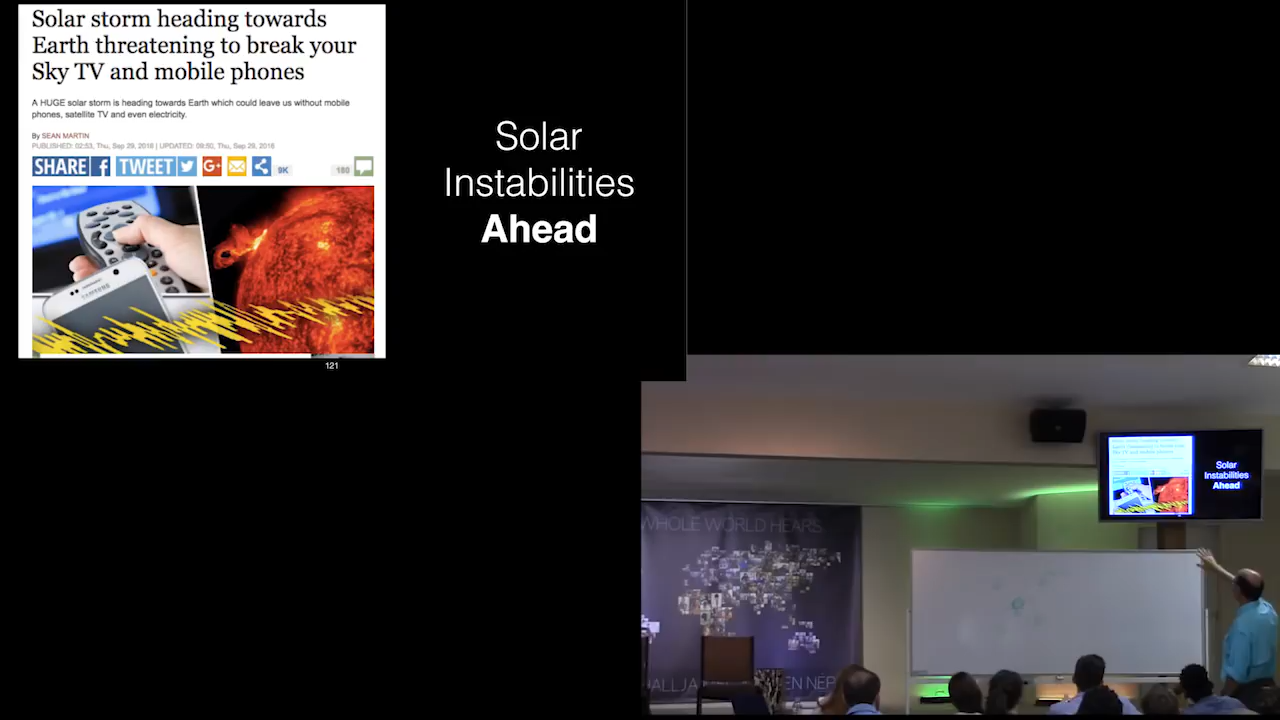 Solar storm heading towards
Earth threatening to break your
Sky TV and mobile phones
A HUGE solar storm is heading towards Earth which could leave us without mobile
phones, satellite TV and even electricity.
By SEAN MARTIN
PUBLISHED: 02:53, Thu, Sep 29, 2016 | UPDATED: 09:50, Thu, Sep 29, 2016
SHARE f TWEET G+ 9K 180
SAMSUNG
121
Solar
Instabilities
Ahead
Solar
Instabilities
Ahead
WHOLE WORLD HEARS